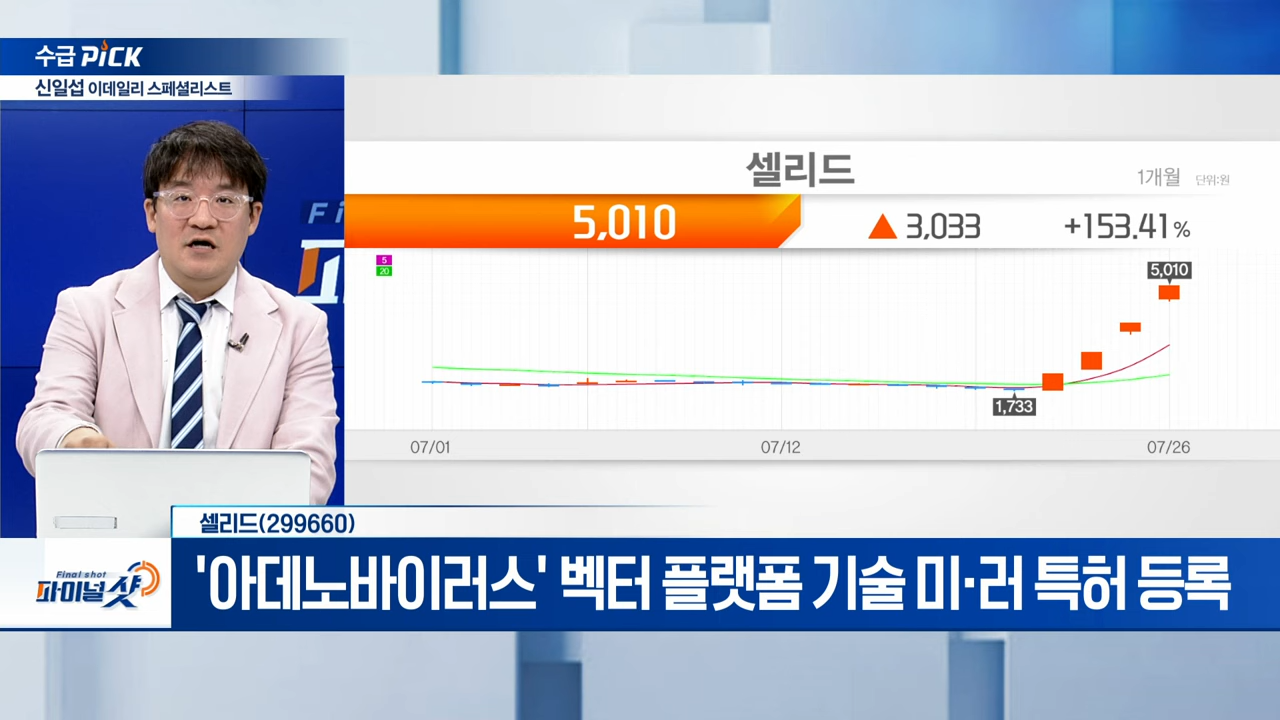 수급 PiCK
신일섭 이데일리 스페셜리스트
Fi
셀리드
1개월 단위:원
5,010 ▲ 3,033 +153.41%
5
20
5,010
1,733
07/01 07/12 07/26
셀리드(299660)
Final shot
파이널샷
'아데노바이러스' 벡터 플랫폼 기술 미·러 특허 등록